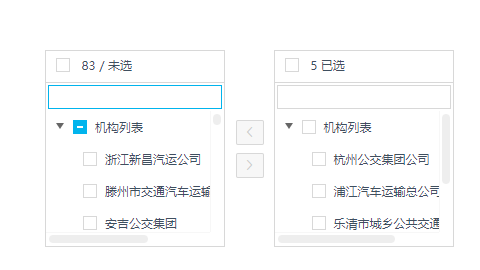 83 / 未选
机构列表
浙江新昌汽运公司
滕州市交通汽车运输
安吉公交集团
5 已选
机构列表
杭州公交集团公司
浦江汽车运输总公司
乐清市城乡公共交通